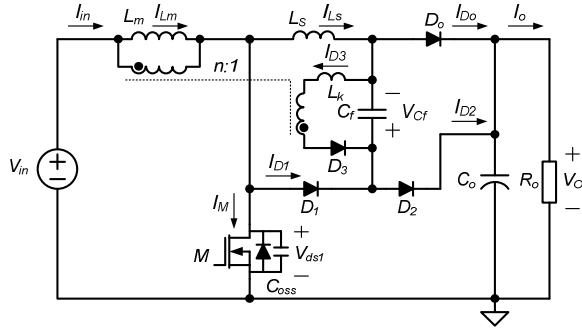 Iin Lm ILm LS ILs Do IDo Io
n:1 ID3
Lk
Cf − VCf +
ID2
D3
Vin + −
ID1
IM D1 D2 Co Ro + VO −
M + Vds1 −
Coss